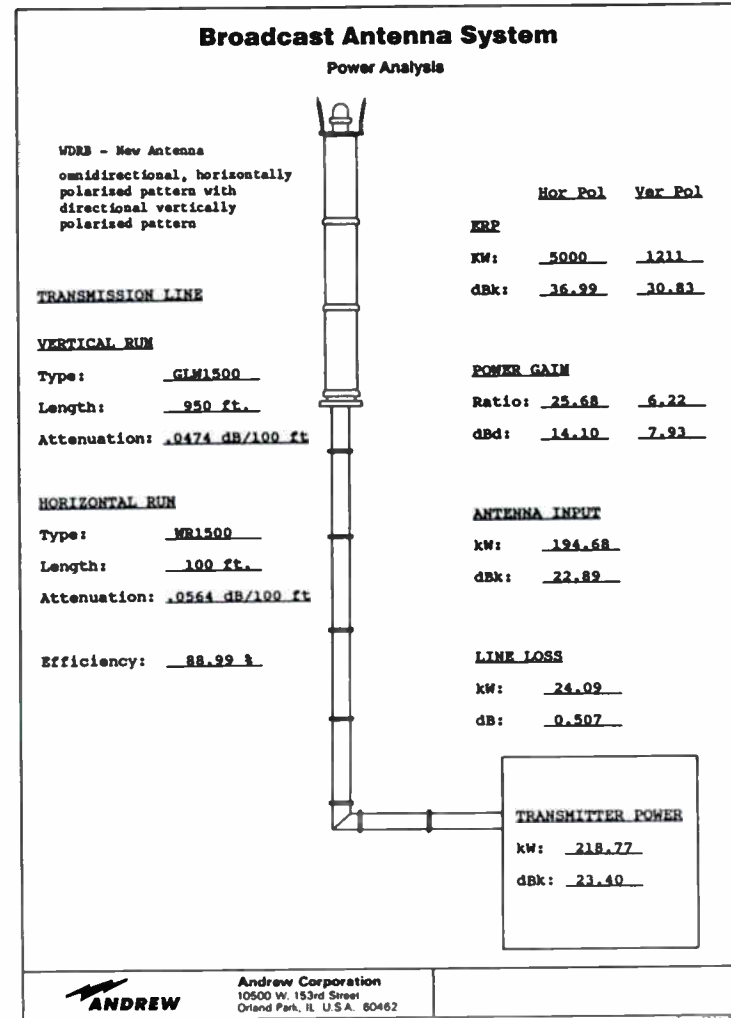 Broadcast Antenna System
Power Analysis
WDRB - New Antenna
omnidirectional, horizontally
polarized pattern with
directional vertically
polarized pattern
TRANSMISSION LINE
VERTICAL RUN
Type: GLW1500
Length: 950 ft.
Attenuation: .0474 dB/100 ft
HORIZONTAL RUN
Type: WR1500
Length: 100 ft.
Attenuation: .0564 dB/100 ft
Efficiency: 88.99 %
Hor Pol Ver Pol
ERP
KW: 5000 1211
dBk: 36.99 30.83
POWER GAIN
Ratio: 25.68 6.22
dBd: 14.10 7.93
ANTENNA INPUT
kW: 194.68
dBk: 22.89
LINE LOSS
kW: 24.09
dB: 0.507
TRANSMITTER POWER
kW: 218.77
dBk: 23.40
ANDREW
Andrew Corporation
10500 W. 153rd Street
Orland Park, IL U.S.A. 60462